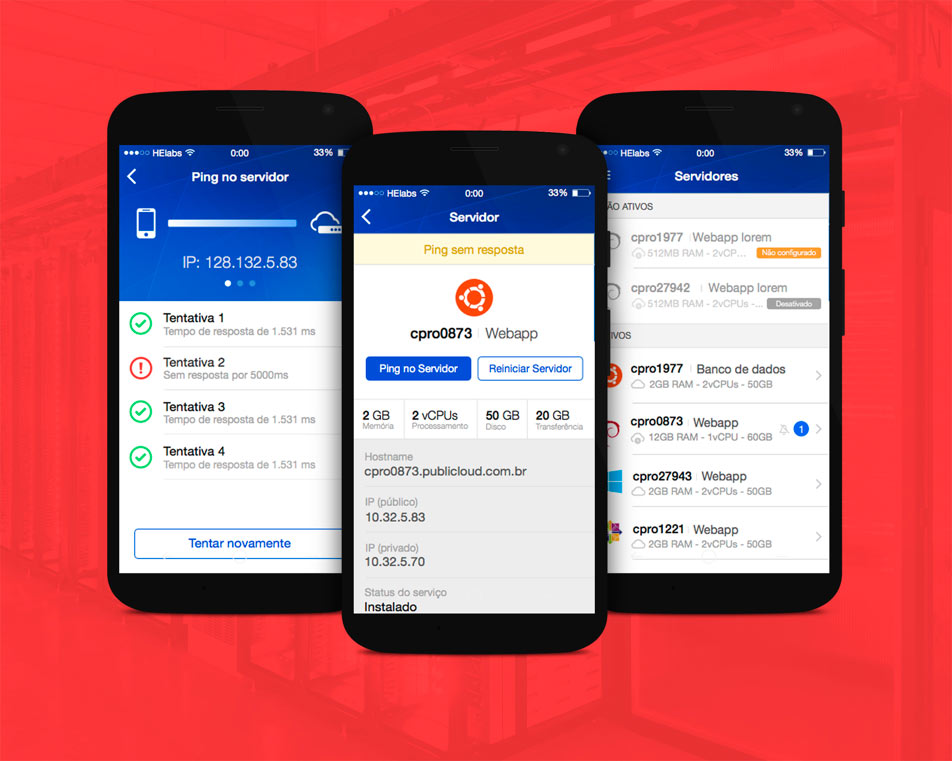 HElabs 0:00 33%
Ping no servidor
IP: 128.132.5.83
Tentativa 1
Tempo de resposta de 1.531 ms
Tentativa 2
Sem resposta por 5000ms
Tentativa 3
Tempo de resposta de 1.531 ms
Tentativa 4
Tempo de resposta de 1.531 ms
Tentar novamente
HElabs 0:00 33%
Servidor
Ping sem resposta
cpro0873 Webapp
Ping no Servidor Reiniciar Servidor
2 GB 2 vCPUs 50 GB 20 GB
Memória Processamento Disco Transferência
Hostname
cpro0873.publicloud.com.br
IP (público)
10.32.5.83
IP (privado)
10.32.5.70
Status do serviço
Instalado
HElabs 0:00 33%
Servidores
ÃO ATIVOS
cpro1977 Webapp lorem
512MB RAM - 2vCP... Não configurado
cpro27942 Webapp lorem
512MB RAM - 2vCPUs -... Desativado
IVOS
cpro1977 Banco de dados
2GB RAM - 2vCPUs - 50GB
cpro0873 Webapp 1
12GB RAM - 1vCPU - 60GB
cpro27943 Webapp
2GB RAM - 2vCPUs - 50GB
cpro1221 Webapp
2GB RAM - 2vCPUs - 50GB